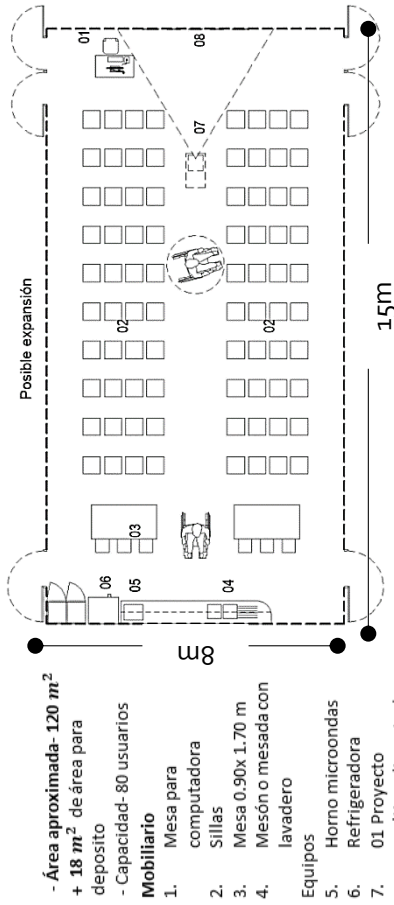 - Área aproximada- 120 m²
+ 18 m² de área para
deposito
- Capacidad- 80 usuarios
Mobiliario
1. Mesa para
computadora
2. Sillas
3. Mesa 0.90x 1.70 m
4. Mesón o mesada con
lavadero
Equipos
5. Horno microondas
6. Refrigeradora
7. 01 Proyecto
8m
Posible expansión
01
08
07
02
02
03
06
05
04
15m